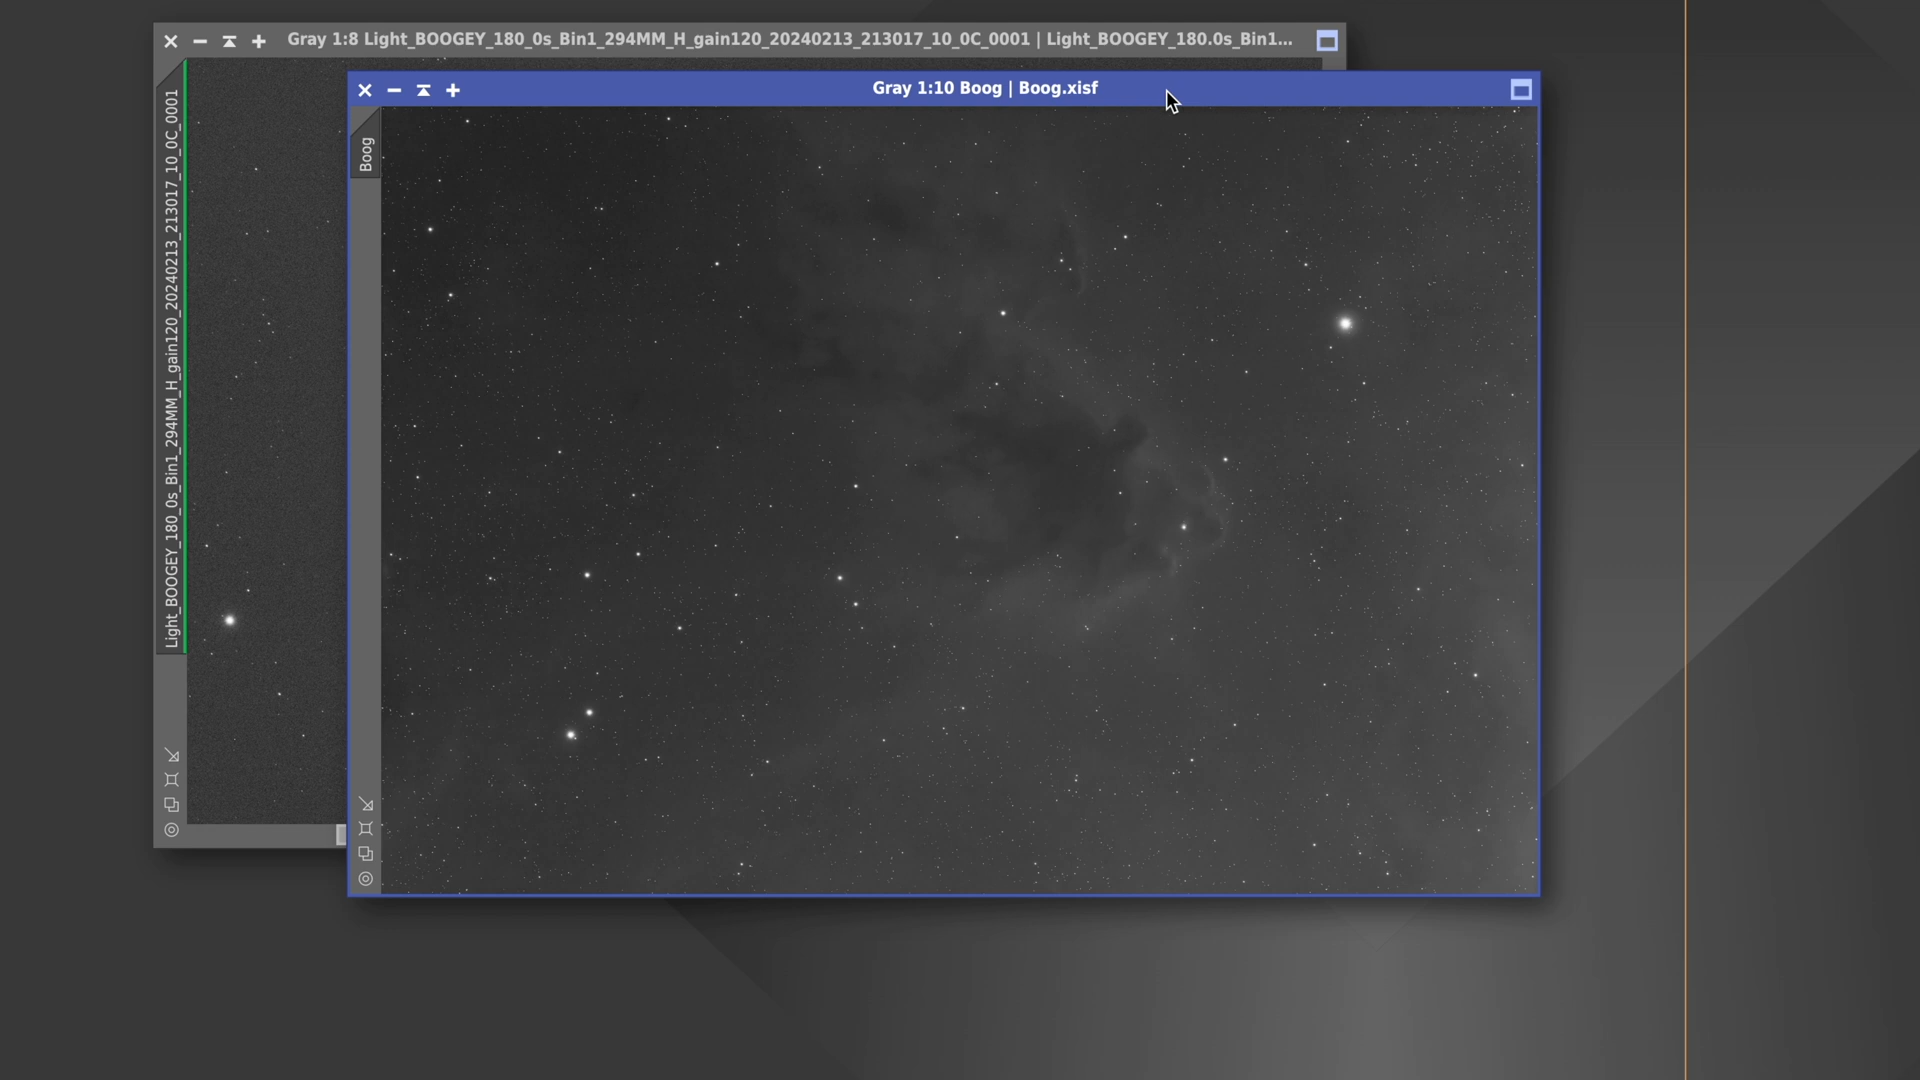 Gray 1:8 Light_BOOGEY_180_0s_Bin1_294MM_H_gain120_20240213_213017_10_0C_0001 | Light_BOOGEY_180.0s_Bin1...
Gray 1:10 Boog | Boog.xisf
Light_BOOGEY_180_0s_Bin1_294MM_H_gain120_20240213_213017_10_0C_0001
Boog